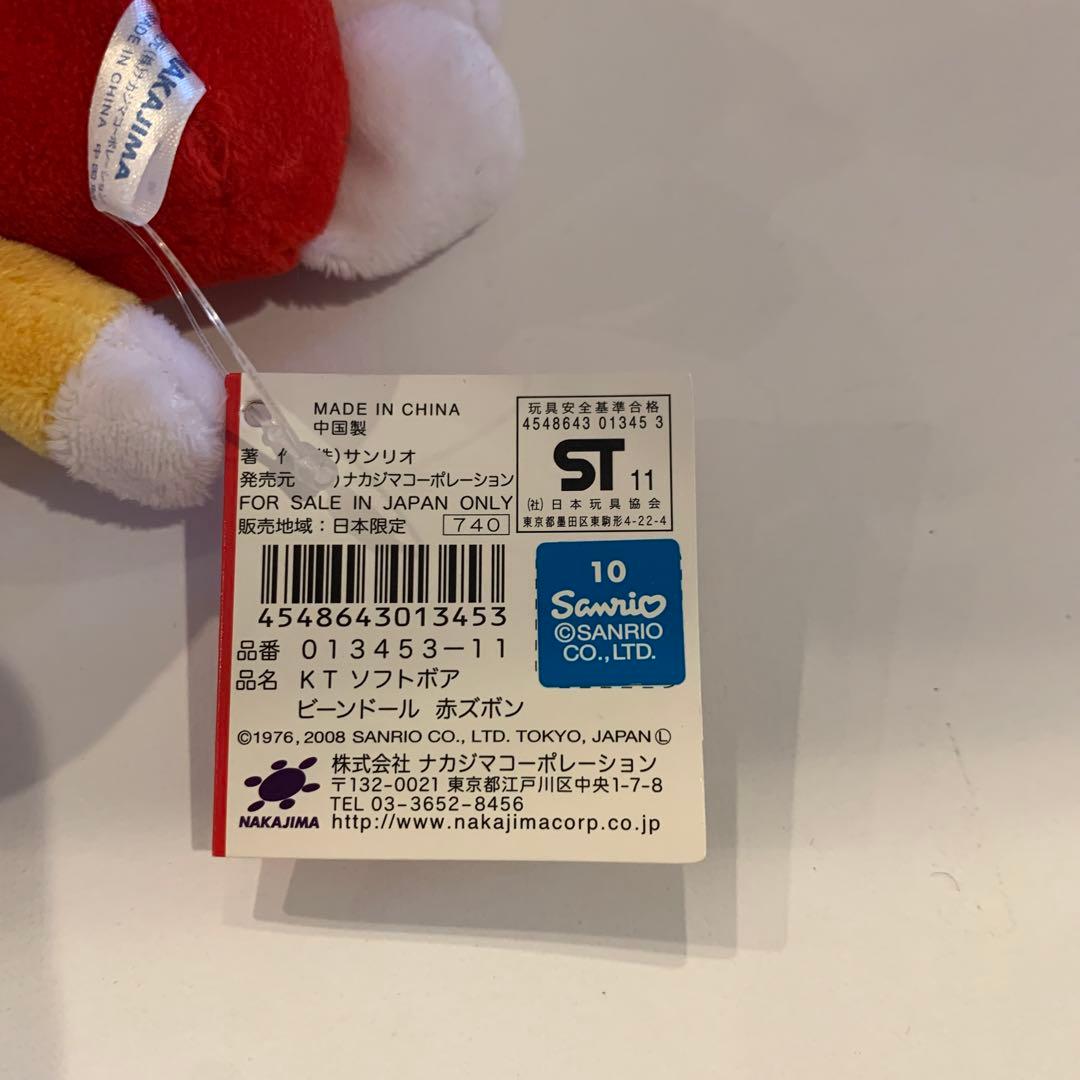 NAKAJIMA
MADE IN CHINA
MADE IN CHINA
中国製
著 サンリオ
発売元 ナカジマコーポレーション
FOR SALE IN JAPAN ONLY
販売地域：日本限定 740
玩具安全基準合格
4548643 01345 3
ST 11
(社)日本玩具協会
東京都墨田区東駒形4-22-4
4548643013453
10
Sanrio
©SANRIO
CO.,LTD.
品番 013453-11
品名 KT ソフトボア
ビーンドール 赤ズボン
©1976, 2008 SANRIO CO., LTD. TOKYO, JAPAN Ⓛ
株式会社 ナカジマコーポレーション
〒132-0021 東京都江戸川区中央1-7-8
TEL 03-3652-8456
NAKAJIMA http://www.nakajimacorp.co.jp